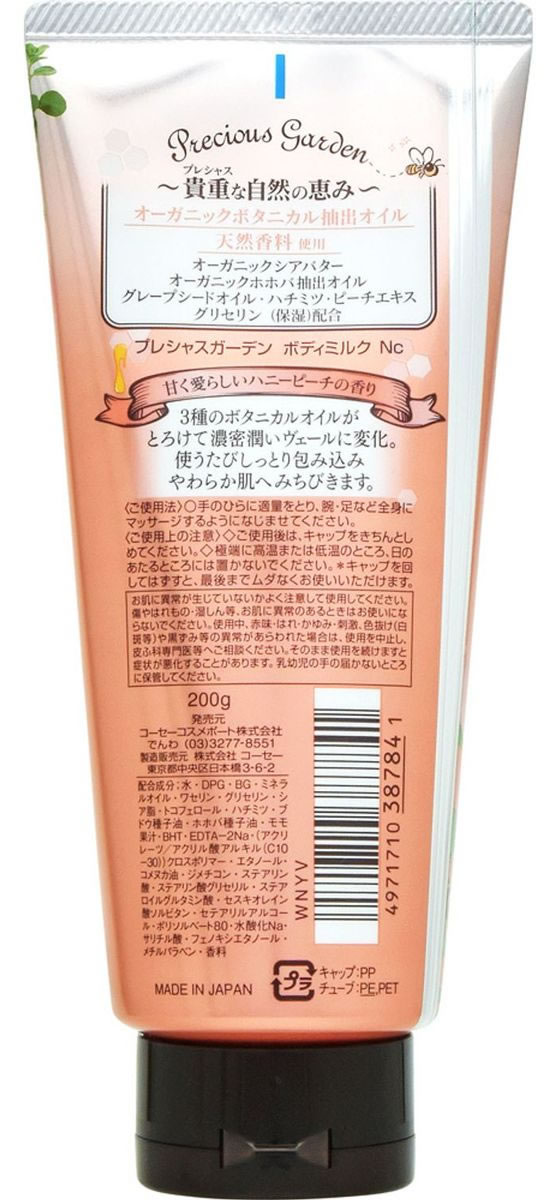 Precious Garden
プレシャス
〜貴重な自然の恵み〜
オーガニックボタニカル抽出オイル
天然香料 使用
オーガニックシアバター
オーガニックホホバ抽出オイル
グレープシードオイル・ハチミツ・ピーチエキス
グリセリン (保湿)配合
プレシャスガーデン ボディミルク Nc
甘く愛らしいハニーピーチの香り
3種のボタニカルオイルが
とろけて濃密潤いヴェールに変化。
使うたびしっとり包み込み
やわらか肌へみちびきます。
〈ご使用法〉○手のひらに適量をとり、腕・足など全身に
マッサージするようになじませてください。
〈ご使用上の注意〉◇ご使用後は、キャップをきちんとし
めてください。◇極端に高温または低温のところ、日の
あたるところには置かないでください。＊キャップを回
してはずすと、最後までムダなくお使いいただけます。
お肌に異常が生じていないかよく注意して使用してください。
傷やはれもの・湿しん等、お肌に異常のあるときはお使いにな
らないでください。使用中、赤味・はれ・かゆみ・刺激、色抜け(白
斑等)や黒ずみ等の異常があらわれた場合は、使用を中止し、
皮ふ科専門医等へご相談ください。そのまま使用を続けますと
症状が悪化することがあります。乳幼児の手の届かないところ
に保管してください。
200g
発売元
コーセーコスメポート株式会社
でんわ (03)3277-8551
製造販売元 株式会社 コーセー
東京都中央区日本橋3-6-2
配合成分：水・DPG・BG・ミネラ
ルオイル・ワセリン・グリセリン・シ
ア脂・トコフェロール・ハチミツ・ブ
ドウ種子油・ホホバ種子油・モモ
果汁・BHT・EDTA-2Na・(アクリ
レーツ/アクリル酸アルキル(C10
-30))クロスポリマー・エタノール・
コメヌカ油・ジメチコン・ステアリン
酸・ステアリン酸グリセリル・ステア
ロイルグルタミン酸・セスキオレイン
酸ソルビタン・セテアリルアルコー
ル・ポリソルベート80・水酸化Na・
サリチル酸・フェノキシエタノール・
メチルパラベン・香料
WNYV
4971710 387841
MADE IN JAPAN
プラ
キャップ:PP
チューブ:PE,PET